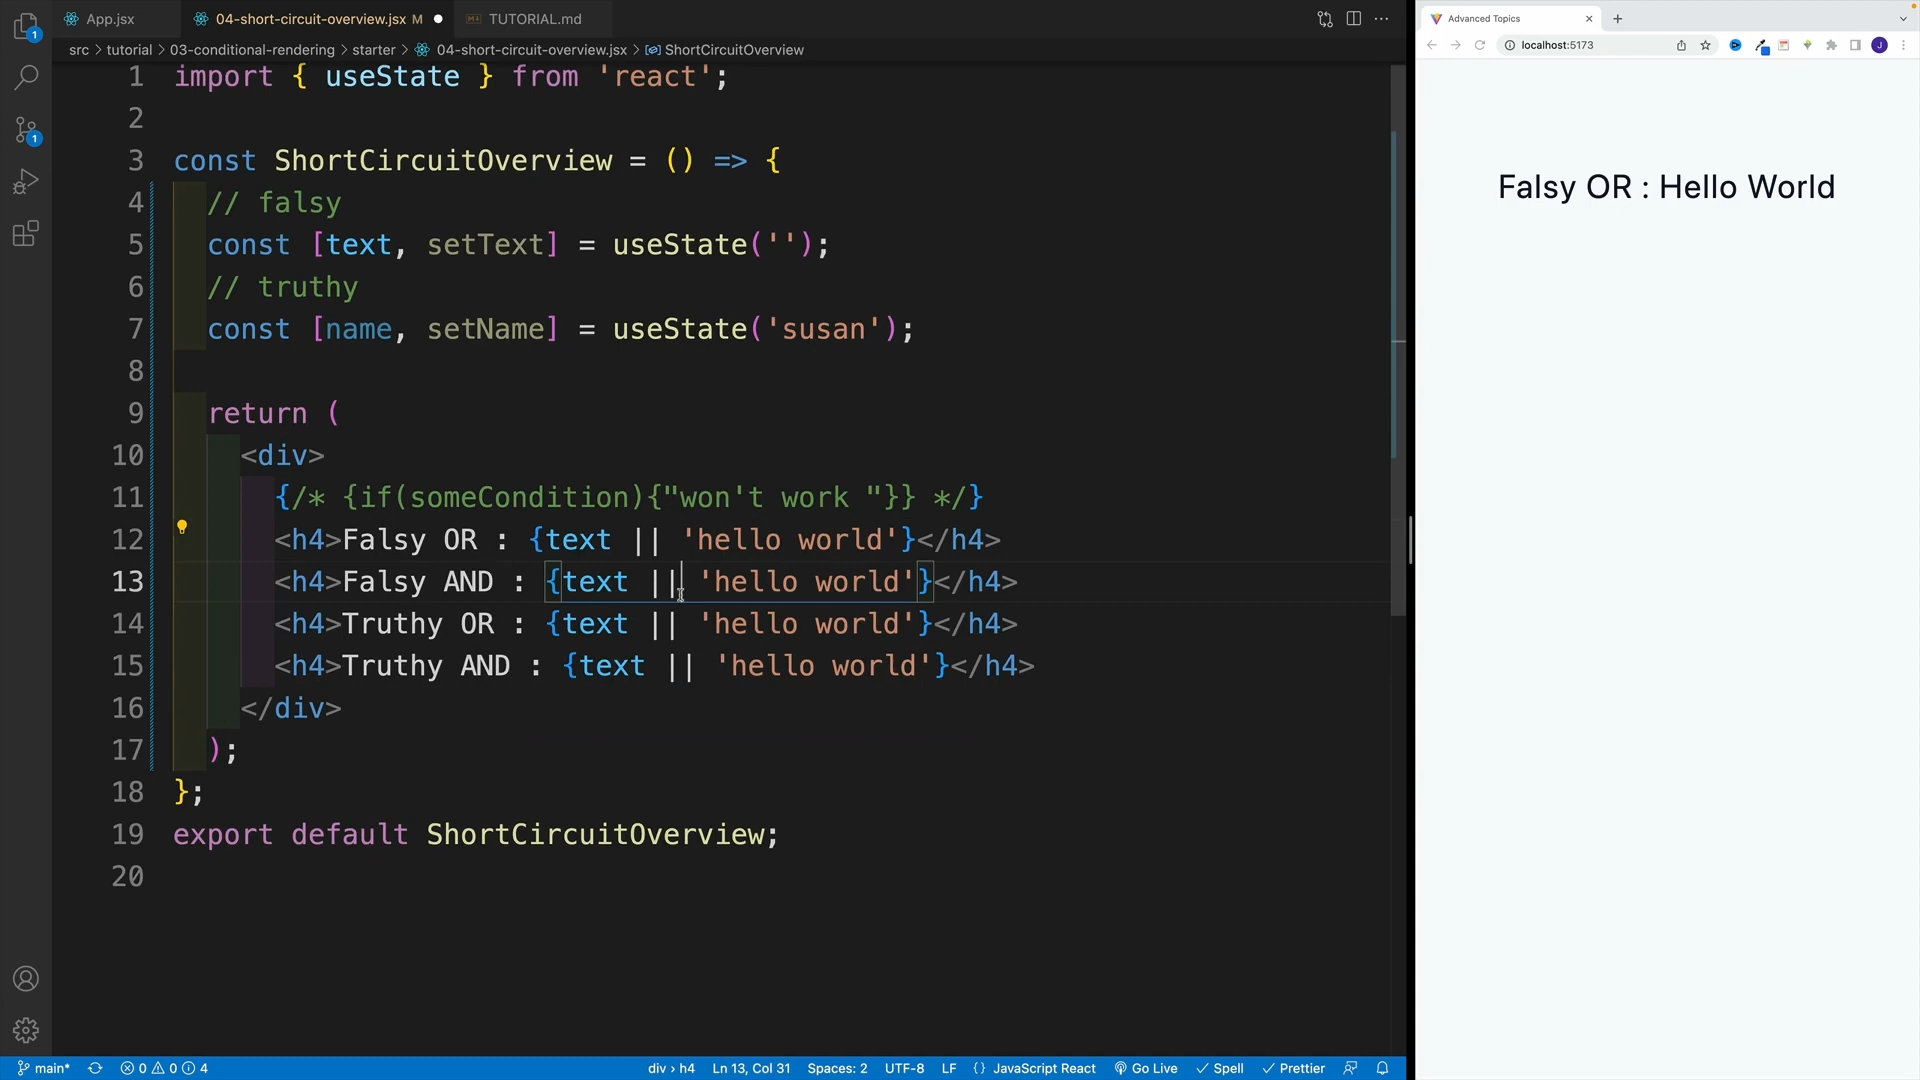 App.jsx
04-short-circuit-overview.jsx M
TUTORIAL.md
src > tutorial > 03-conditional-rendering > starter > 04-short-circuit-overview.jsx > ShortCircuitOverview
1 import { useState } from 'react';
2
3 const ShortCircuitOverview = () => {
4 // falsy
5 const [text, setText] = useState('');
6 // truthy
7 const [name, setName] = useState('susan');
8
9 return (
10 <div>
11 {/* {if(someCondition){"won't work "}} */}
12 <h4>Falsy OR : {text || 'hello world'}</h4>
13 <h4>Falsy AND : {text || 'hello world'}</h4>
14 <h4>Truthy OR : {text || 'hello world'}</h4>
15 <h4>Truthy AND : {text || 'hello world'}</h4>
16 </div>
17 );
18 };
19 export default ShortCircuitOverview;
20
1
1
main* 0 0 4 div > h4 Ln 13, Col 31 Spaces: 2 UTF-8 LF {} JavaScript React Go Live Spell Prettier
Advanced Topics
localhost:5173
J
Falsy OR : Hello World